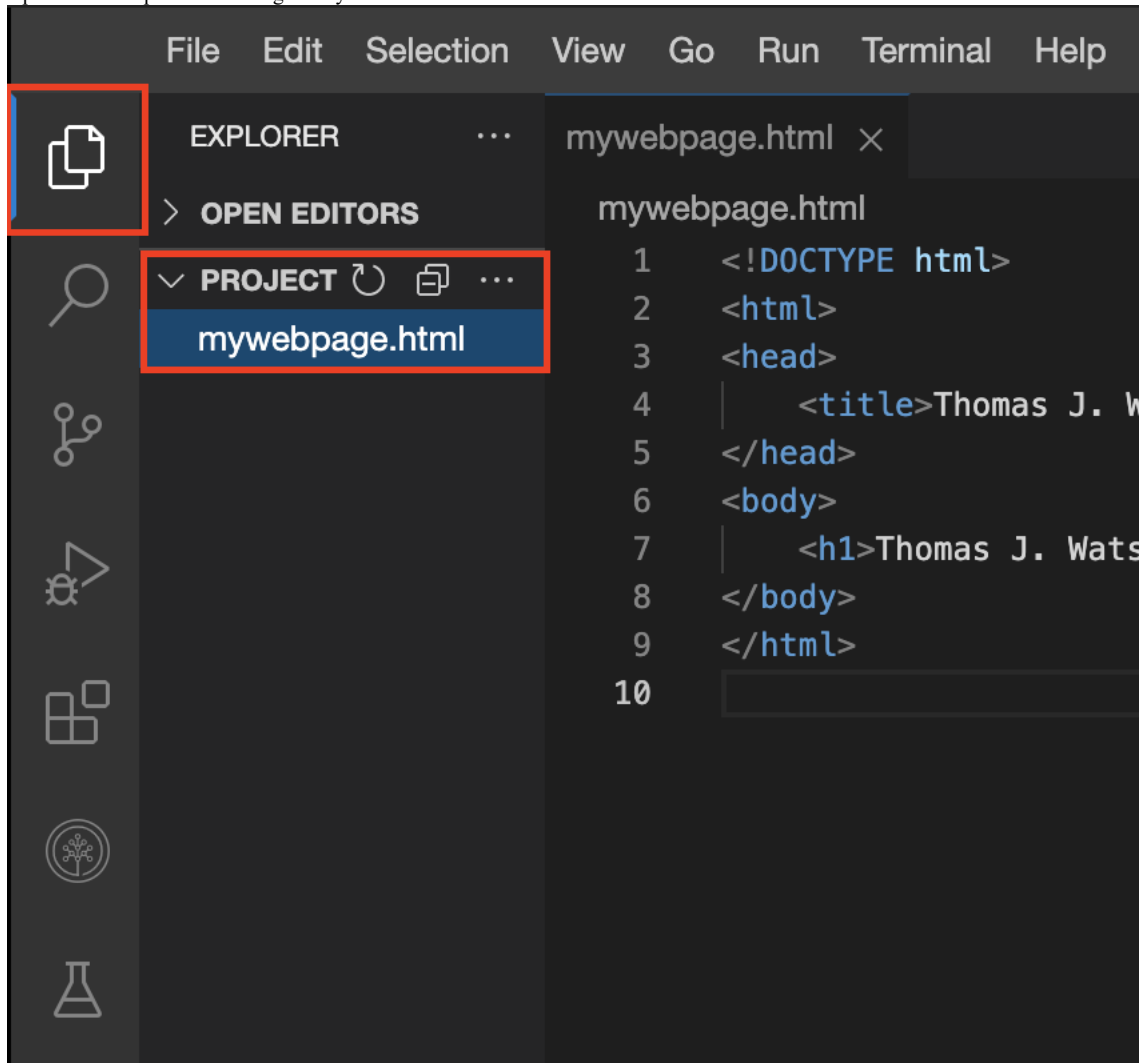 File Edit Selection View Go Run Terminal Help
EXPLORER ...
OPEN EDITORS
PROJECT ...
mywebpage.html
mywebpage.html
mywebpage.html
1 <!DOCTYPE html>
2 <html>
3 <head>
4 <title>Thomas J.
5 </head>
6 <body>
7 <h1>Thomas J. Wats
8 </body>
9 </html>
10